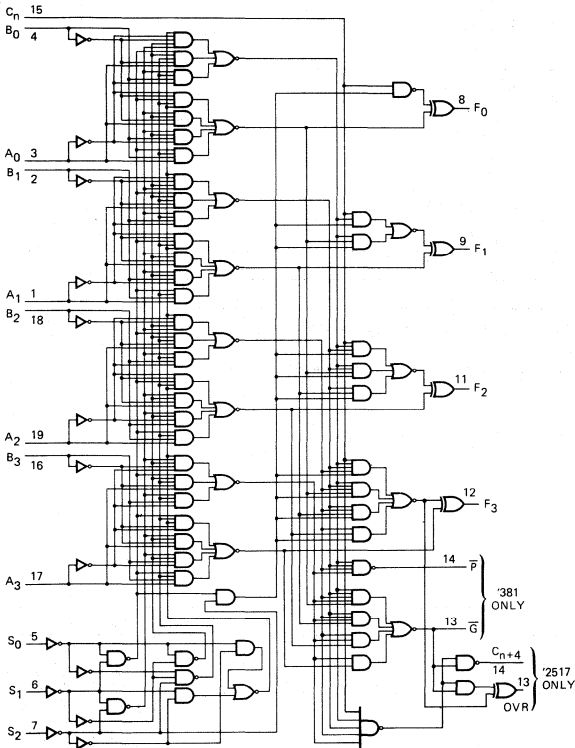 Cn 15
B0 4
8 F0
A0 3
B1 2
9 F1
A1 1
B2 18
11 F2
A2 19
B3 16
12 F3
14 P̅
'381 ONLY
A3 17
13 G̅
S0 5
Cn+4 14
'2517 ONLY
S1 6
13 OVR
S2 7